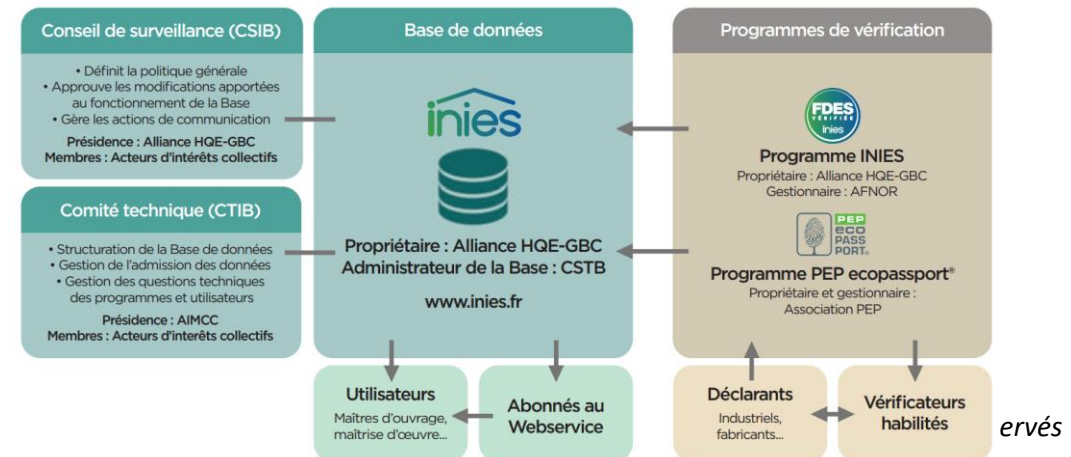 Conseil de surveillance (CSIB)
• Définit la politique générale
• Approuve les modifications apportées
au fonctionnement de la Base
• Gère les actions de communication
Présidence : Alliance HQE-GBC
Membres : Acteurs d'intérêts collectifs
Comité technique (CTIB)
• Structuration de la Base de données
• Gestion de l'admission des données
• Gestion des questions techniques
des programmes et utilisateurs
Présidence : AIMCC
Membres : Acteurs d'interêts collectifs
Base de données
inies
Propriétaire : Alliance HQE-GBC
Administrateur de la Base : CSTB
www.inies.fr
Utilisateurs
Maîtres d'ouvrage,
maîtrise d'œuvre...
Abonnés au
Webservice
Programmes de vérification
FDES
VÉRIFIÉE
Inies
Programme INIES
Propriétaire : Alliance HQE-GBC
Gestionnaire : AFNOR
PEP
eco
PASS
PORT®
Programme PEP ecopassport®
Propriétaire et gestionnaire :
Association PEP
Déclarants
Industriels,
fabricants...
Vérificateurs
habilités
ervés